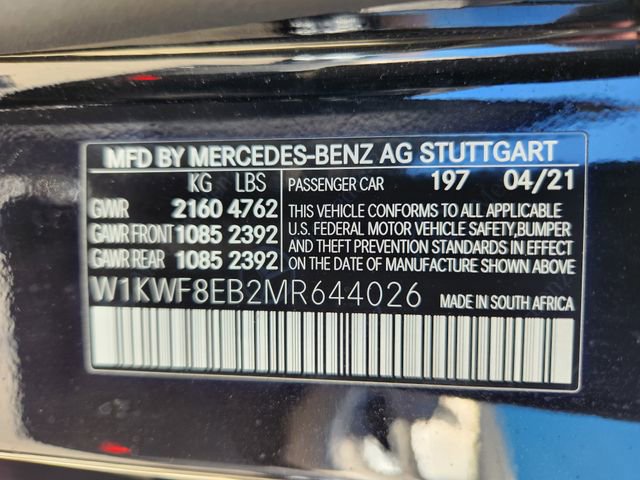 MFD BY MERCEDES-BENZ AG STUTTGART
KG LBS
GVWR 2160 4762
GAWR FRONT 1085 2392
GAWR REAR 1085 2392
PASSENGER CAR 197 04/21
THIS VEHICLE CONFORMS TO ALL APPLICABLE
U.S. FEDERAL MOTOR VEHICLE SAFETY,BUMPER
AND THEFT PREVENTION STANDARDS IN EFFECT
ON THE DATE OF MANUFACTURE SHOWN ABOVE.
W1KWF8EB2MR644026 MADE IN SOUTH AFRICA